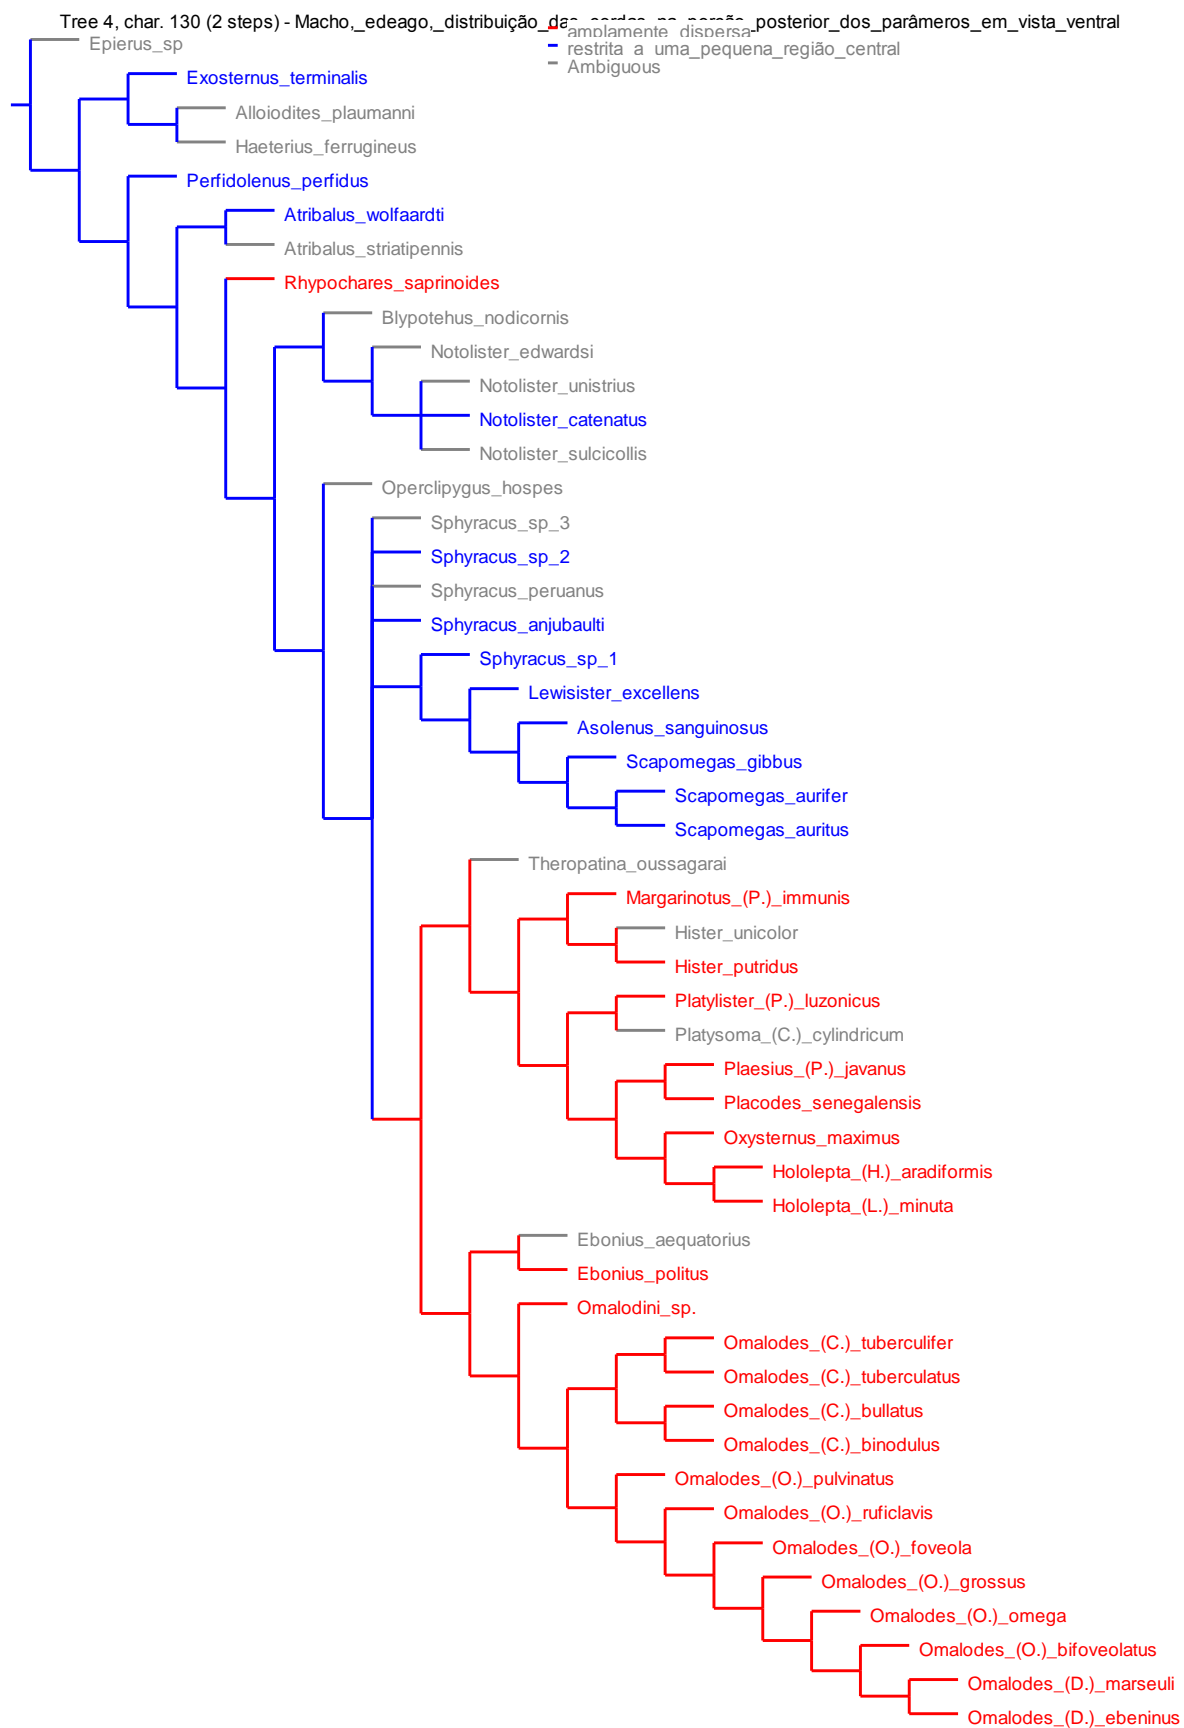 Tree 4, char. 130 (2 steps) - Macho,_edeago,_distribuição_das_cerdas_na_porção_posterior_dos_parâmeros_em_vista_ventral
amplamente_dispersa
Epierus_sp
restrita_a_uma_pequena_região_central
Ambiguous
Exosternus_terminalis
Alloiodites_plaumanni
Haeterius_ferrugineus
Perfidolenus_perfidus
Atribalus_wolfaardti
Atribalus_striatipennis
Rhypochares_saprinoides
Blypotehus_nodicornis
Notolister_edwardsi
Notolister_unistrius
Notolister_catenatus
Notolister_sulcicollis
Operclipygus_hospes
Sphyracus_sp_3
Sphyracus_sp_2
Sphyracus_peruanus
Sphyracus_anjubaulti
Sphyracus_sp_1
Lewisister_excellens
Asolenus_sanguinosus
Scapomegas_gibbus
Scapomegas_aurifer
Scapomegas_auritus
Theropatina_oussagarai
Margarinotus_(P.)_immunis
Hister_unicolor
Hister_putridus
Platylister_(P.)_luzonicus
Platysoma_(C.)_cylindricum
Plaesius_(P.)_javanus
Placodes_senegalensis
Oxysternus_maximus
Hololepta_(H.)_aradiformis
Hololepta_(L.)_minuta
Ebonius_aequatorius
Ebonius_politus
Omalodini_sp.
Omalodes_(C.)_tuberculifer
Omalodes_(C.)_tuberculatus
Omalodes_(C.)_bullatus
Omalodes_(C.)_binodulus
Omalodes_(O.)_pulvinatus
Omalodes_(O.)_ruficlavis
Omalodes_(O.)_foveola
Omalodes_(O.)_grossus
Omalodes_(O.)_omega
Omalodes_(O.)_bifoveolatus
Omalodes_(D.)_marseuli
Omalodes_(D.)_ebeninus